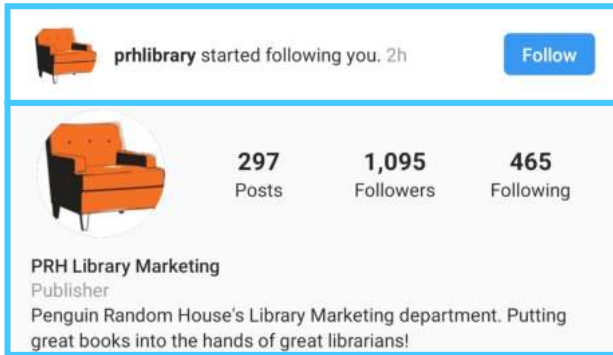 prhlibrary started following you. 2h Follow
297 1,095 465
Posts Followers Following
PRH Library Marketing
Publisher
Penguin Random House's Library Marketing department. Putting
great books into the hands of great librarians!